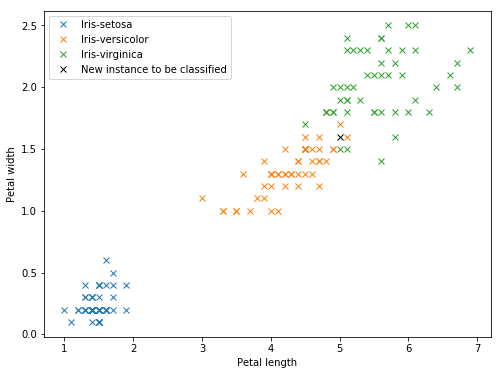 Iris-setosa
Iris-versicolor
Iris-virginica
New instance to be classified
2.5
2.0
1.5
1.0
0.5
0.0
Petal width
1 2 3 4 5 6 7
Petal length